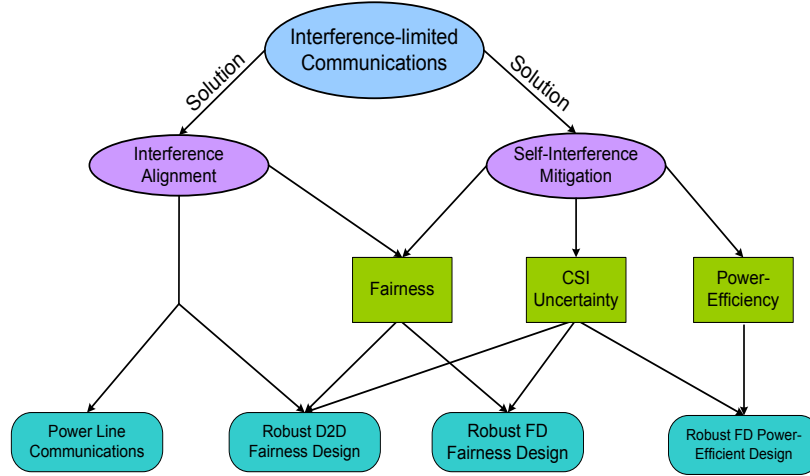 Interference-limited
Communications
Solution
Solution
Interference
Alignment
Self-Interference
Mitigation
Fairness
CSI
Uncertainty
Power-
Efficiency
Power Line
Communications
Robust D2D
Fairness Design
Robust FD
Fairness Design
Robust FD Power-
Efficient Design